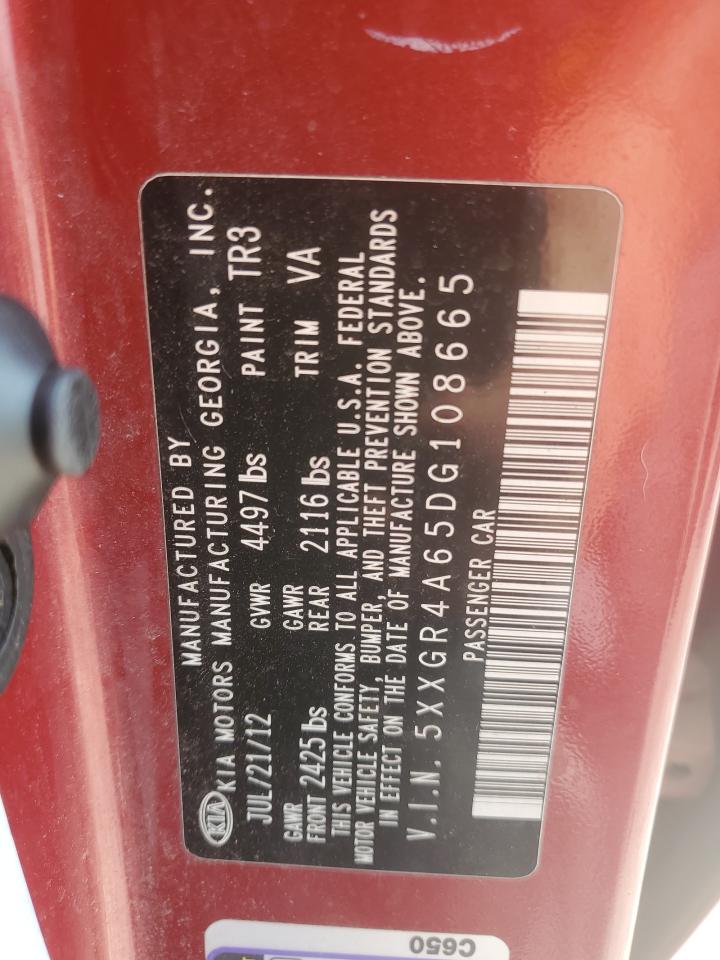 MANUFACTURED BY
KIA KIA MOTORS MANUFACTURING GEORGIA, INC.
JUL/21/12 GVWR 4497 lbs PAINT TR3
GAWR FRONT 2425 lbs GAWR REAR 2116 lbs TRIM VA
THIS VEHICLE CONFORMS TO ALL APPLICABLE U.S.A. FEDERAL
MOTOR VEHICLE SAFETY, BUMPER, AND THEFT PREVENTION STANDARDS
IN EFFECT ON THE DATE OF MANUFACTURE SHOWN ABOVE.
V.I.N. 5XXGR4A65DG108665
PASSENGER CAR
C650